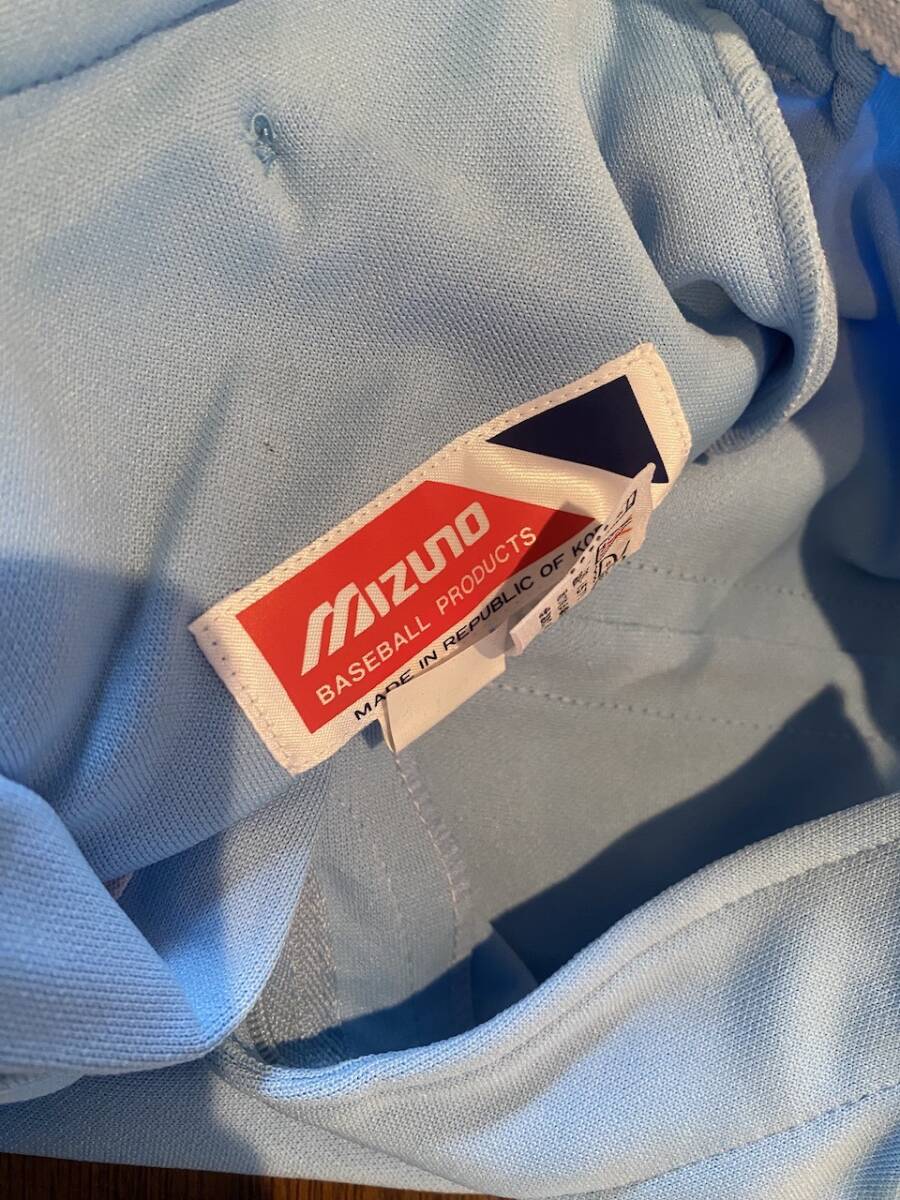 MIZUNO
BASEBALL PRODUCTS
MADE IN REPUBLIC OF